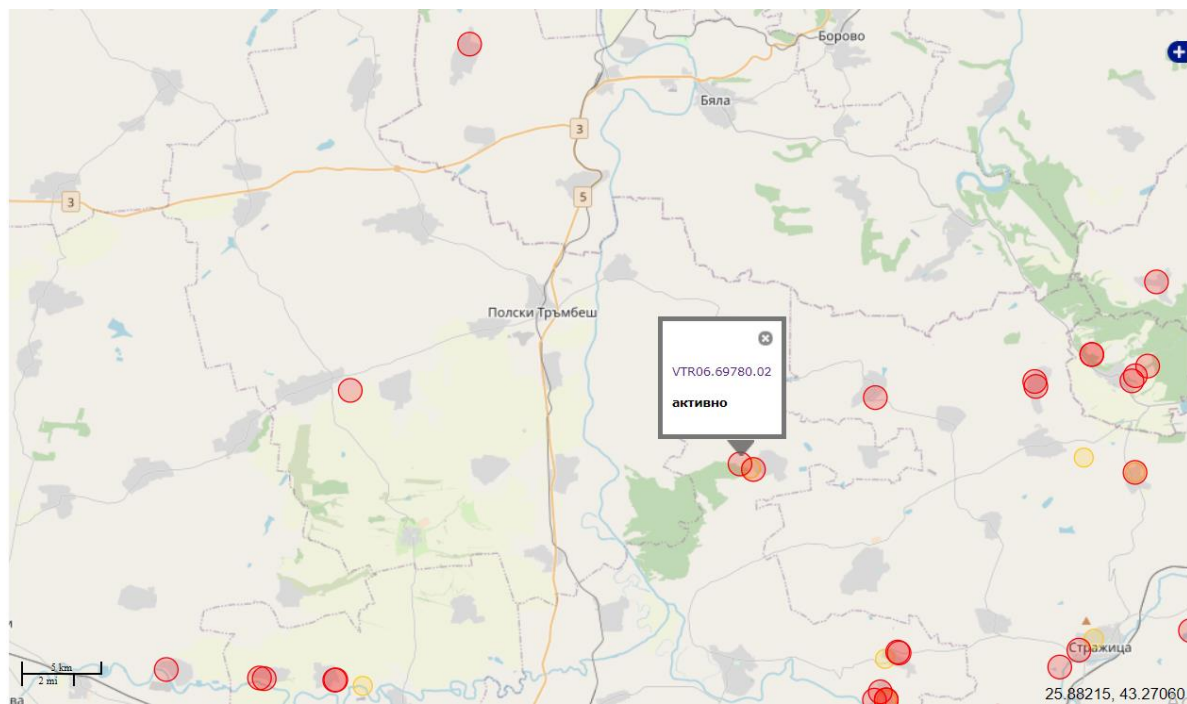 Борово
Бяла
3
5
3
Полски Тръмбеш
VTR06.69780.02
активно
5 km
2 mi
Стражица
25.88215, 43.27060
ва